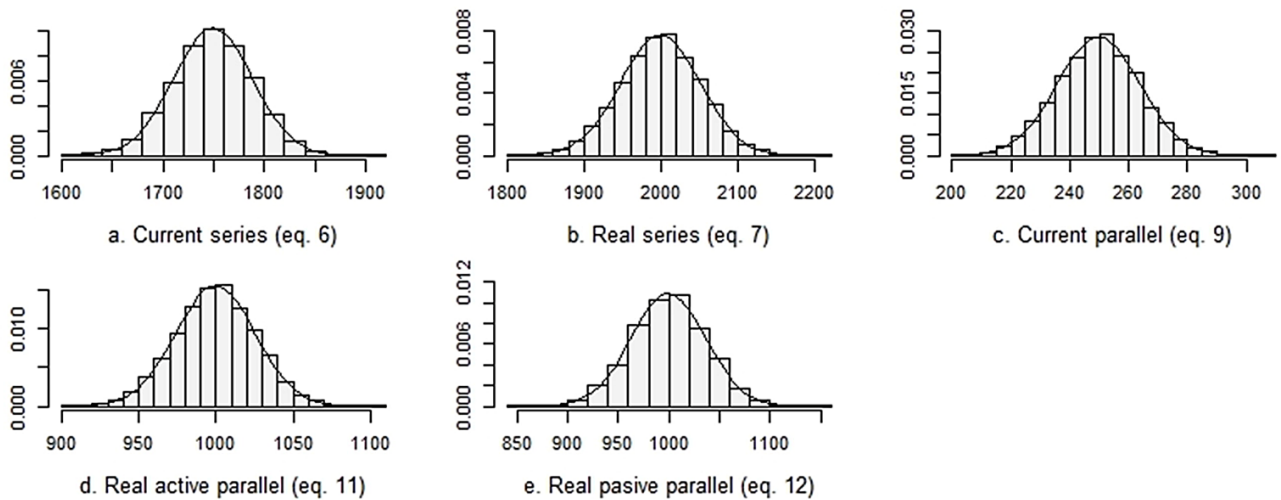 0.000 0.006
1600 1700 1800 1900
a. Current series (eq. 6)
0.000 0.004 0.008
1800 1900 2000 2100 2200
b. Real series (eq. 7)
0.000 0.015 0.030
200 220 240 260 280 300
c. Current parallel (eq. 9)
0.000 0.010
900 950 1000 1050 1100
d. Real active parallel (eq. 11)
0.000 0.006 0.012
850 900 950 1000 1100
e. Real pasive parallel (eq. 12)